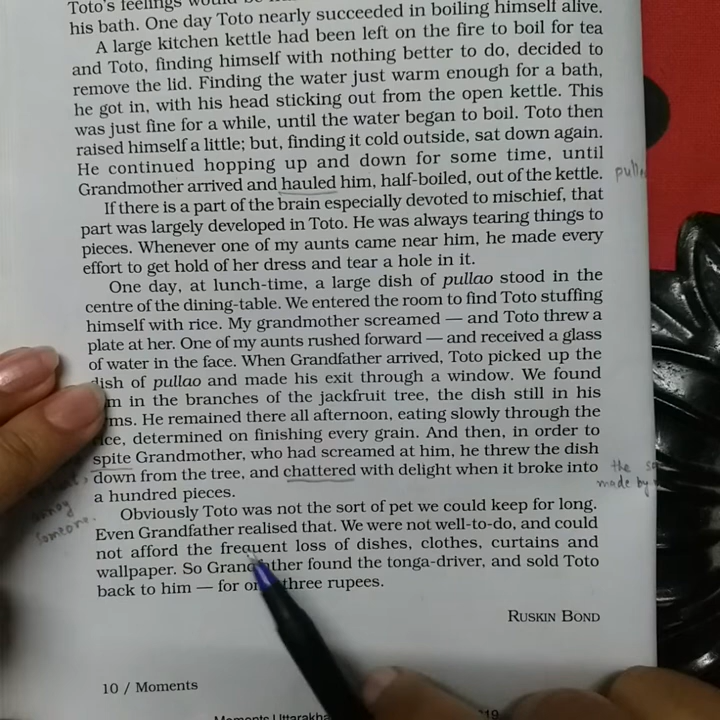 Toto's feelings would be
his bath. One day Toto nearly succeeded in boiling himself alive.
A large kitchen kettle had been left on the fire to boil for tea
and Toto, finding himself with nothing better to do, decided to
remove the lid. Finding the water just warm enough for a bath,
he got in, with his head sticking out from the open kettle. This
was just fine for a while, until the water began to boil. Toto then
raised himself a little; but, finding it cold outside, sat down again.
He continued hopping up and down for some time, until
Grandmother arrived and hauled him, half-boiled, out of the kettle.
If there is a part of the brain especially devoted to mischief, that
part was largely developed in Toto. He was always tearing things to
pieces. Whenever one of my aunts came near him, he made every
effort to get hold of her dress and tear a hole in it.
One day, at lunch-time, a large dish of pullao stood in the
centre of the dining-table. We entered the room to find Toto stuffing
himself with rice. My grandmother screamed — and Toto threw a
plate at her. One of my aunts rushed forward — and received a glass
of water in the face. When Grandfather arrived, Toto picked up the
dish of pullao and made his exit through a window. We found
in the branches of the jackfruit tree, the dish still in his
He remained there all afternoon, eating slowly through the
determined on finishing every grain. And then, in order to
spite Grandmother, who had screamed at him, he threw the dish
down from the tree, and chattered with delight when it broke into the
a hundred pieces. made by
annoy
someone.
Obviously Toto was not the sort of pet we could keep for long.
Even Grandfather realised that. We were not well-to-do, and could
not afford the frequent loss of dishes, clothes, curtains and
wallpaper. So Grandfather found the tonga-driver, and sold Toto
back to him — for three rupees.
RUSKIN BOND
10 / Moments